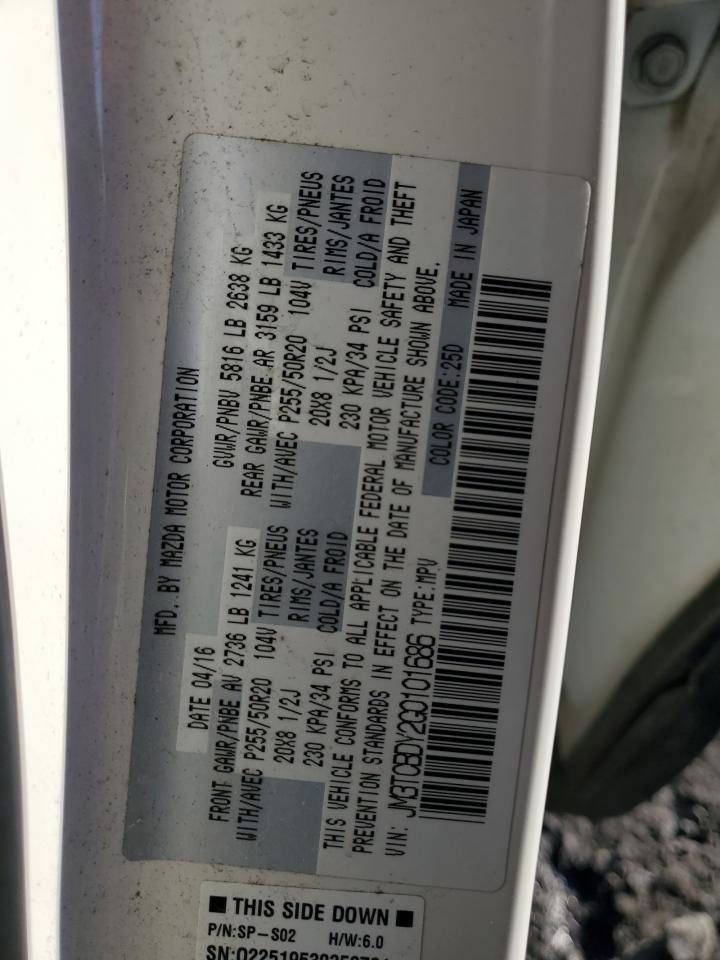 MFD. BY MAZDA MOTOR CORPORATION
DATE 04/16 GVWR/PNBV 5816 LB 2638 KG
FRONT GAWR/PNBE AV 2736 LB 1241 KG REAR GAWR/PNBE AR 3159 LB 1433 KG
WITH/AVEC P255/50R20 104V TIRES/PNEUS WITH/AVEC P255/50R20 104V TIRES/PNEUS
20X8 1/2J RIMS/JANTES 20X8 1/2J RIMS/JANTES
230 KPA/34 PSI COLD/A FROID 230 KPA/34 PSI COLD/A FROID
THIS VEHICLE CONFORMS TO ALL APPLICABLE FEDERAL MOTOR VEHICLE SAFETY AND THEFT
PREVENTION STANDARDS IN EFFECT ON THE DATE OF MANUFACTURE SHOWN ABOVE.
VIN: JM3TCBDY2G0101686 TYPE:MPV COLOR CODE:25D MADE IN JAPAN
■ THIS SIDE DOWN ■
P/N:SP-S02 H/W:6.0